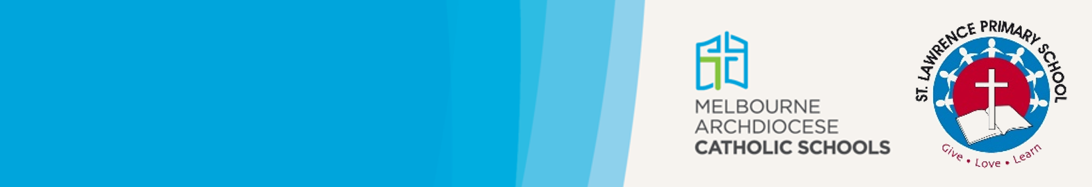 MELBOURNE
ARCHDIOCESE
CATHOLIC SCHOOLS
ST. LAWRENCE PRIMARY SCHOOL
Give • Love • Learn